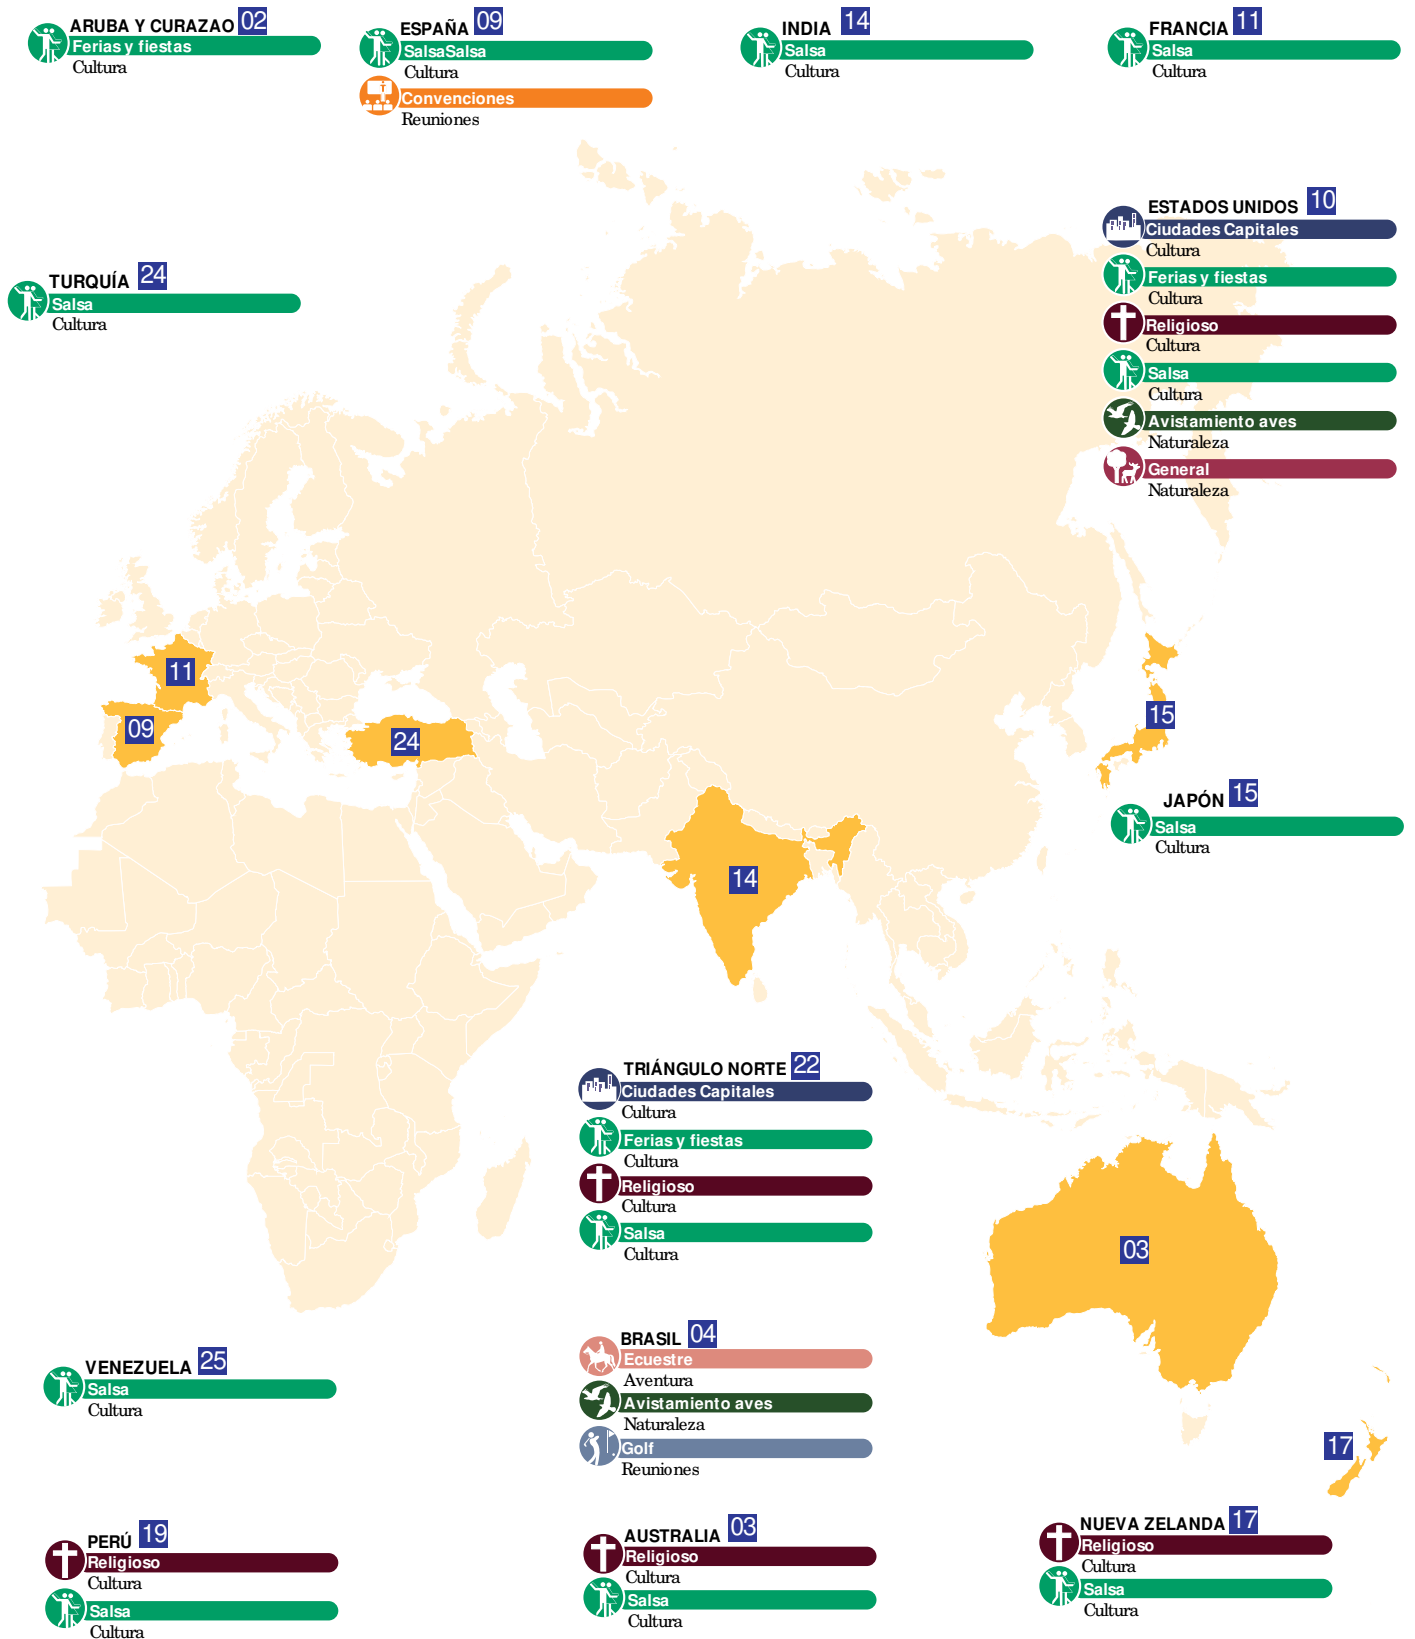 ARUBA Y CURAZAO 02
Ferias y fiestas
Cultura
ESPAÑA 09
SalsaSalsa
Cultura
Convenciones
Reuniones
INDIA 14
Salsa
Cultura
FRANCIA 11
Salsa
Cultura
ESTADOS UNIDOS 10
Ciudades Capitales
Cultura
Ferias y fiestas
Cultura
Religioso
Cultura
Salsa
Cultura
Avistamiento aves
Naturaleza
General
Naturaleza
TURQUÍA 24
Salsa
Cultura
11
09
24
15
14
JAPÓN 15
Salsa
Cultura
TRIÁNGULO NORTE 22
Ciudades Capitales
Cultura
Ferias y fiestas
Cultura
Religioso
Cultura
Salsa
Cultura
03
17
VENEZUELA 25
Salsa
Cultura
BRASIL 04
Ecuestre
Aventura
Avistamiento aves
Naturaleza
Golf
Reuniones
PERÚ 19
Religioso
Cultura
Salsa
Cultura
AUSTRALIA 03
Religioso
Cultura
Salsa
Cultura
NUEVA ZELANDA 17
Religioso
Cultura
Salsa
Cultura